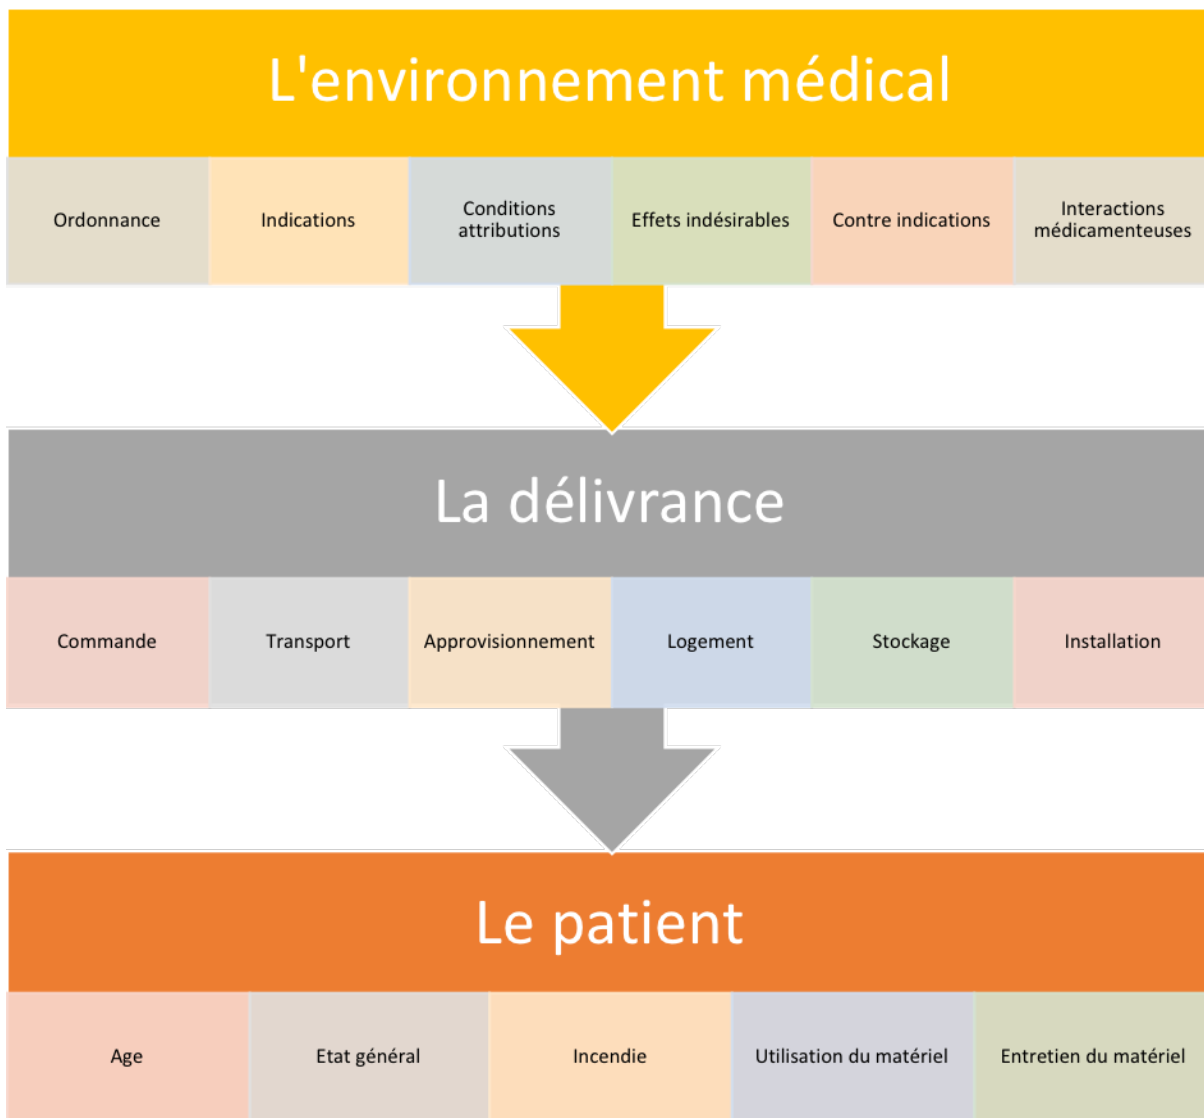 L'environnement médical
Ordonnance
Indications
Conditions
attributions
Effets indésirables
Contre indications
Interactions
médicamenteuses
La délivrance
Commande
Transport
Approvisionnement
Logement
Stockage
Installation
Le patient
Age
Etat général
Incendie
Utilisation du matériel
Entretien du matériel